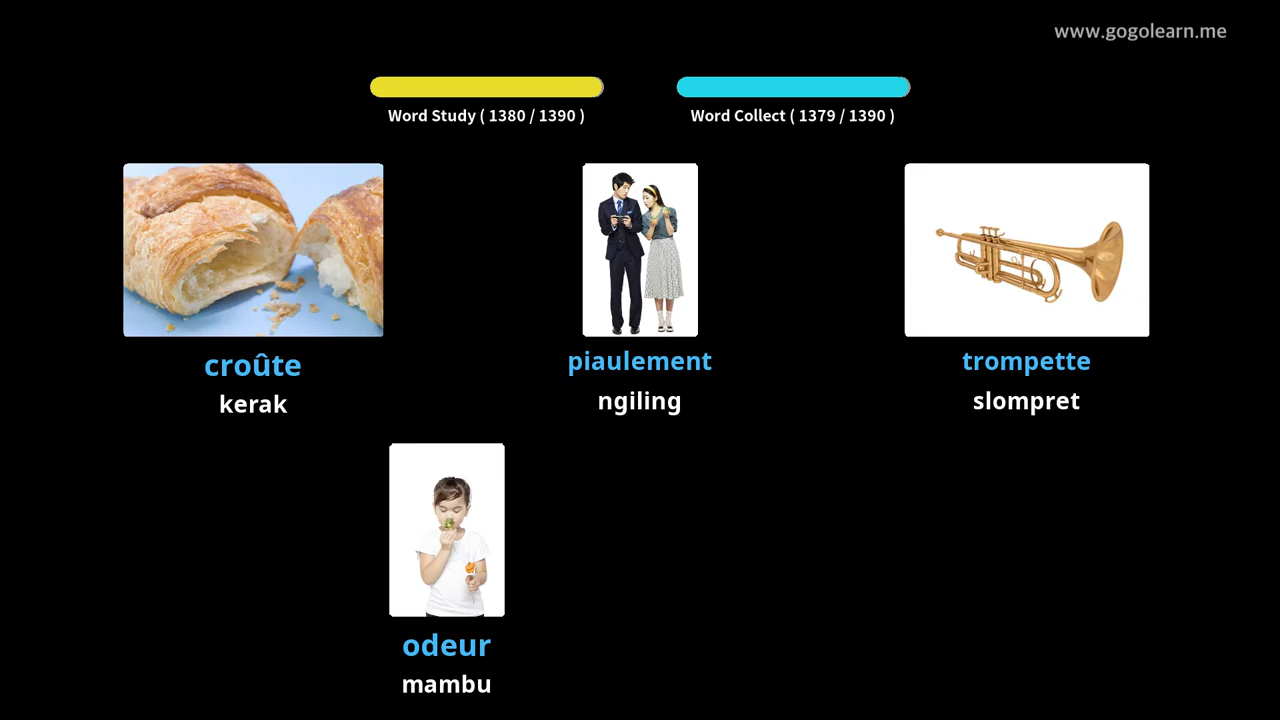 www.gogolearn.me
Word Study ( 1380 / 1390 )
Word Collect ( 1379 / 1390 )
croûte
kerak
piaulement
ngiling
trompette
slompret
odeur
mambu